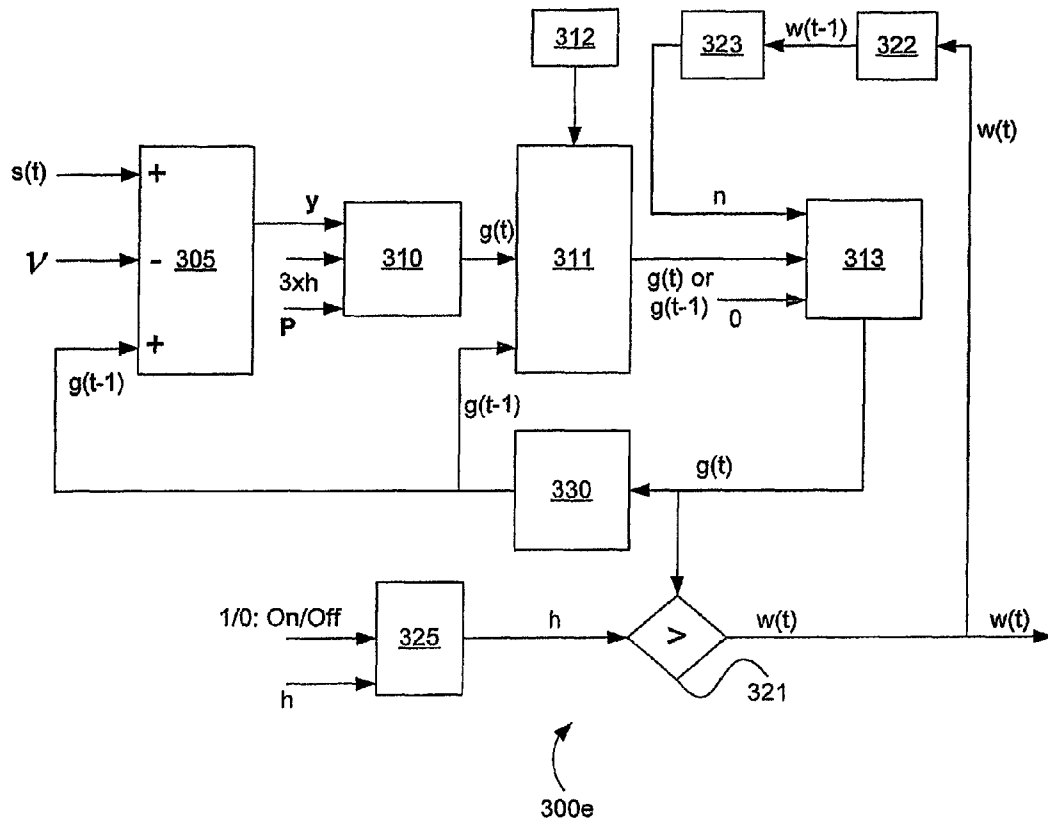 312
323
w(t-1)
322
w(t)
s(t)
+
ν
-
305
+
g(t-1)
y
3xh
P
310
g(t)
311
g(t-1)
n
g(t) or
g(t-1)
0
313
330
g(t)
1/0: On/Off
h
325
h
>
321
w(t)
w(t)
300e